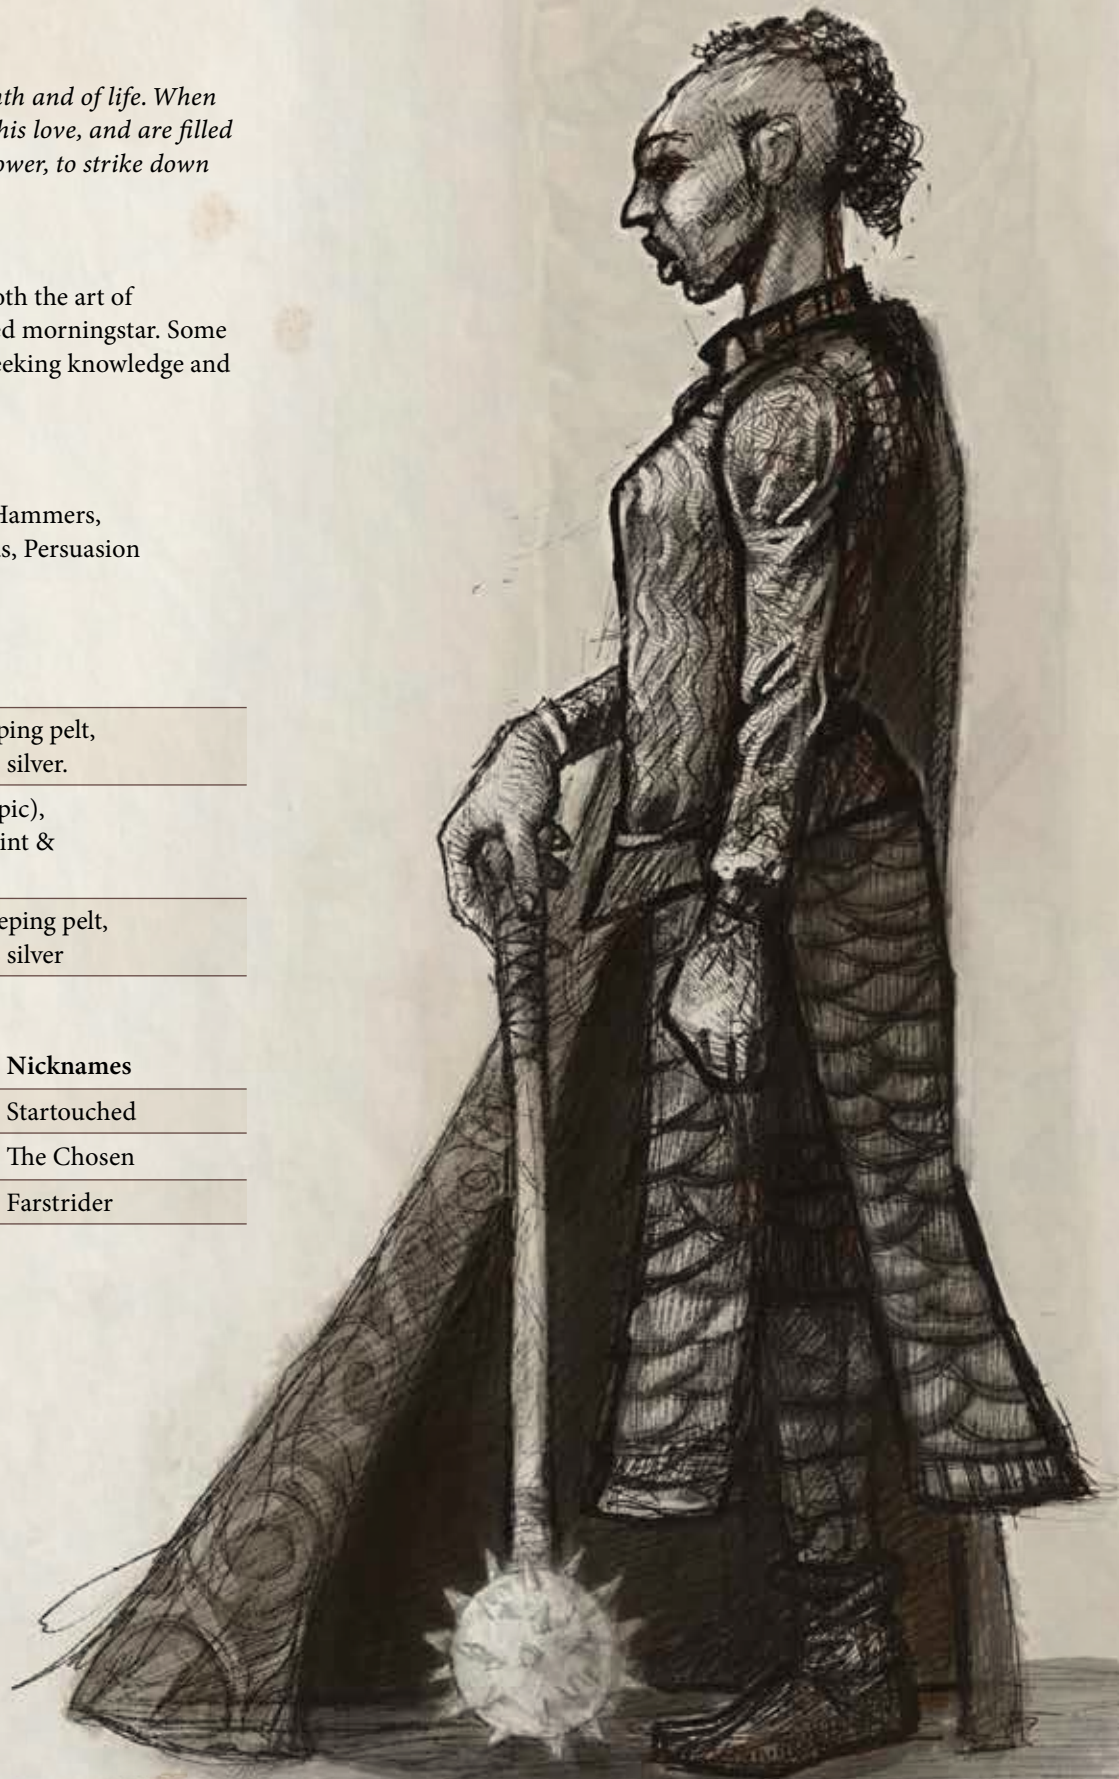 th and of life. When
his love, and are filled
ower, to strike down
oth the art of
ed morningstar. Some
eeking knowledge and
Hammers,
s, Persuasion
ping pelt,
silver.
pic),
int &
eping pelt,
silver
Nicknames
Startouched
The Chosen
Farstrider